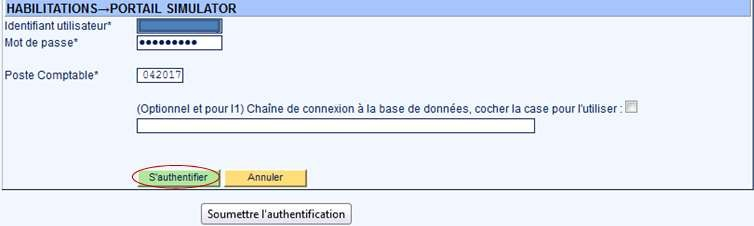 HABILITATIONS→PORTAIL SIMULATOR
Identifiant utilisateur*
Mot de passe* •••••••••
Poste Comptable* 042017
(Optionnel et pour I1) Chaîne de connexion à la base de données, cocher la case pour l'utiliser :
S'authentifier Annuler
Soumettre l'authentification